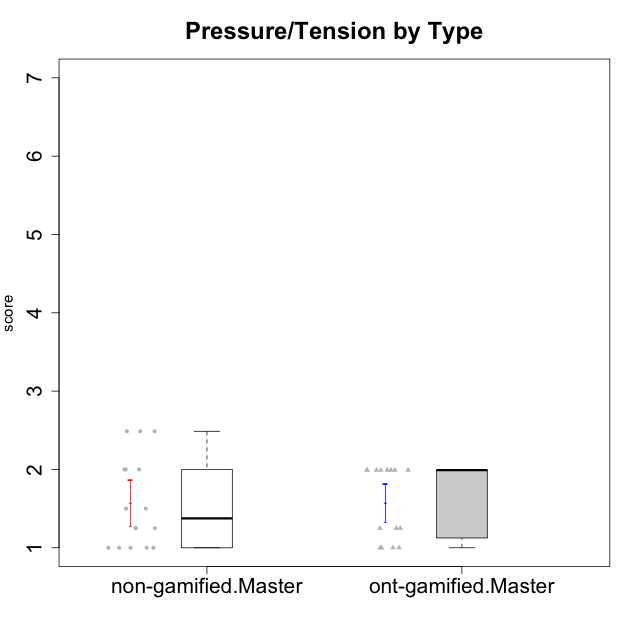 Pressure/Tension by Type
7
6
5
4
3
2
1
score
non-gamified.Master
ont-gamified.Master